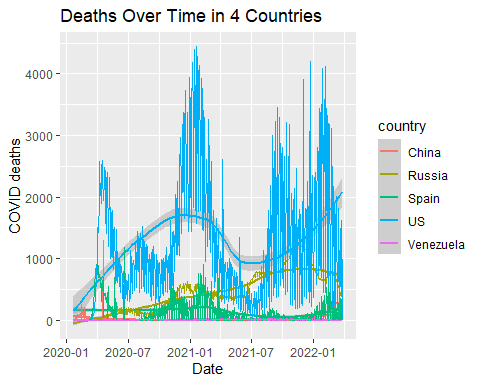 Deaths Over Time in 4 Countries
COVID deaths
4000
3000
2000
1000
0
2020-01 2020-07 2021-01 2021-07 2022-01
Date
country
China
Russia
Spain
US
Venezuela